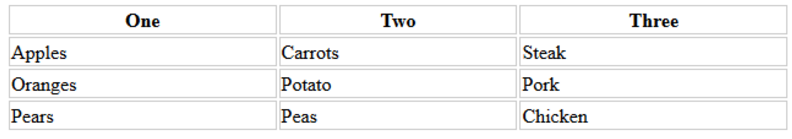 One Two Three
Apples Carrots Steak
Oranges Potato Pork
Pears Peas Chicken